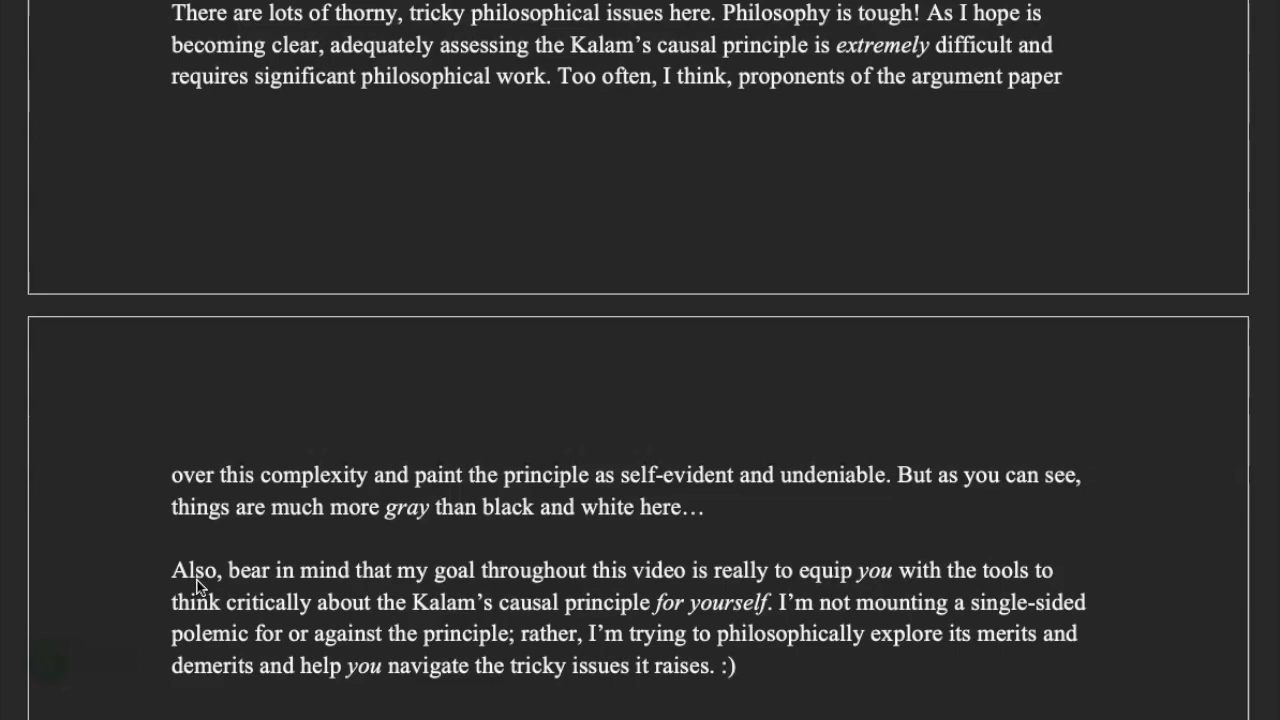 There are lots of thorny, tricky philosophical issues here. Philosophy is tough! As I hope is
becoming clear, adequately assessing the Kalam’s causal principle is extremely difficult and
requires significant philosophical work. Too often, I think, proponents of the argument paper
over this complexity and paint the principle as self-evident and undeniable. But as you can see,
things are much more gray than black and white here…
Also, bear in mind that my goal throughout this video is really to equip you with the tools to
think critically about the Kalam’s causal principle for yourself. I’m not mounting a single-sided
polemic for or against the principle; rather, I’m trying to philosophically explore its merits and
demerits and help you navigate the tricky issues it raises. :)